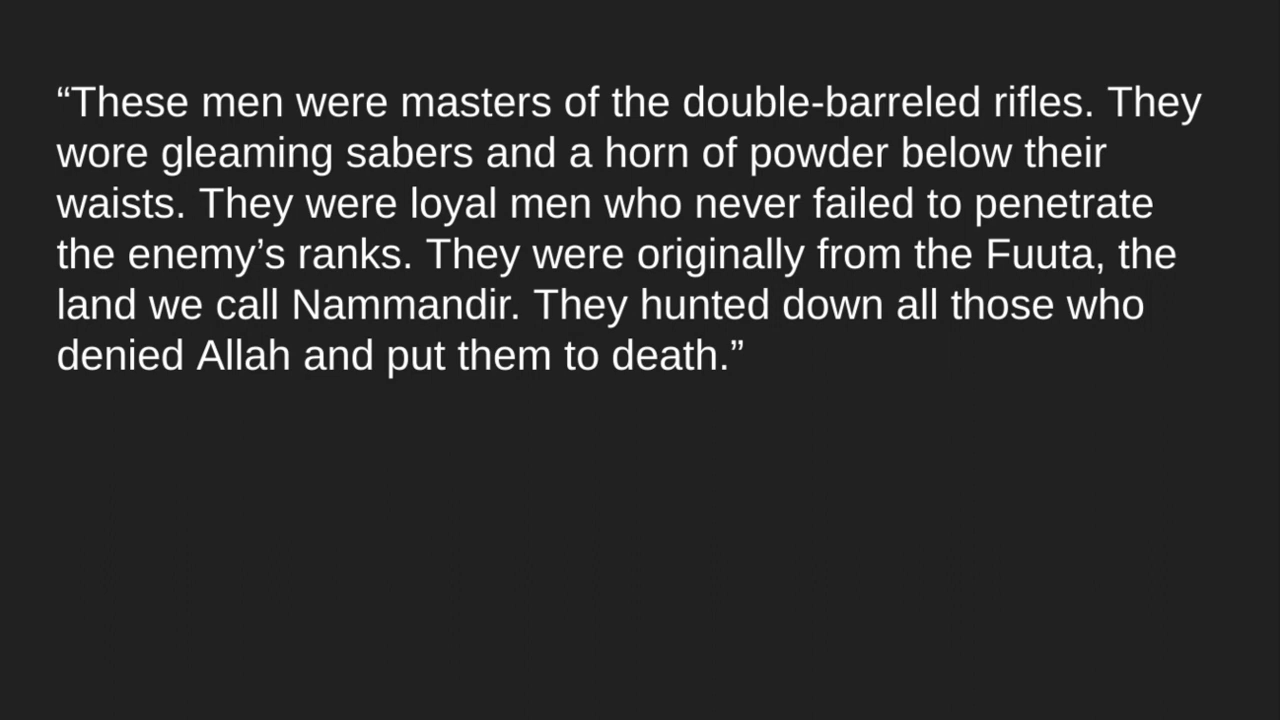 “These men were masters of the double-barreled rifles. They
wore gleaming sabers and a horn of powder below their
waists. They were loyal men who never failed to penetrate
the enemy’s ranks. They were originally from the Fuuta, the
land we call Nammandir. They hunted down all those who
denied Allah and put them to death.”